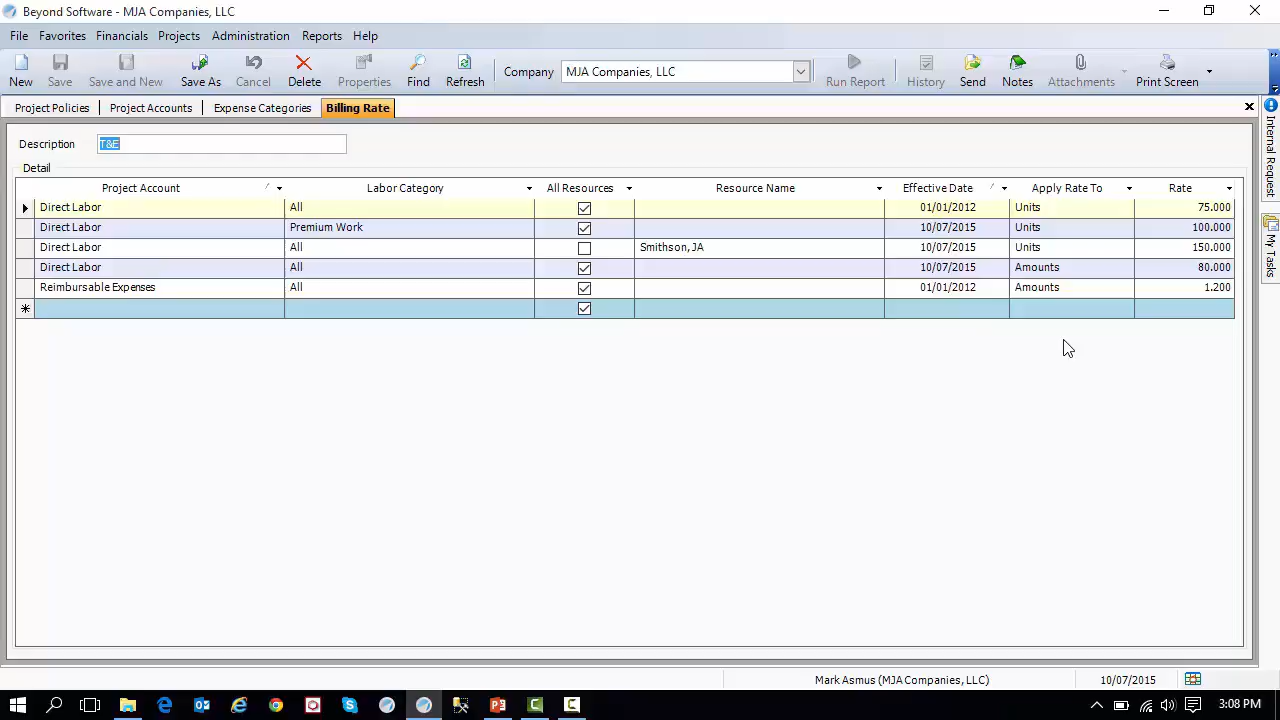 Beyond Software - MJA Companies, LLC
File Favorites Financials Projects Administration Reports Help
New Save Save and New Save As Cancel Delete Properties Find Refresh Company MJA Companies, LLC Run Report History Send Notes Attachments Print Screen
Project Policies Project Accounts Expense Categories Billing Rate
Description T&E
Detail
Project Account Labor Category All Resources Resource Name Effective Date Apply Rate To Rate
Direct Labor All 01/01/2012 Units 75.000
Direct Labor Premium Work 10/07/2015 Units 100.000
Direct Labor All Smithson, JA 10/07/2015 Units 150.000
Direct Labor All 10/07/2015 Amounts 80.000
Reimbursable Expenses All 01/01/2012 Amounts 1.200
Internal Request
My Tasks
Mark Asmus (MJA Companies, LLC) 10/07/2015
3:08 PM